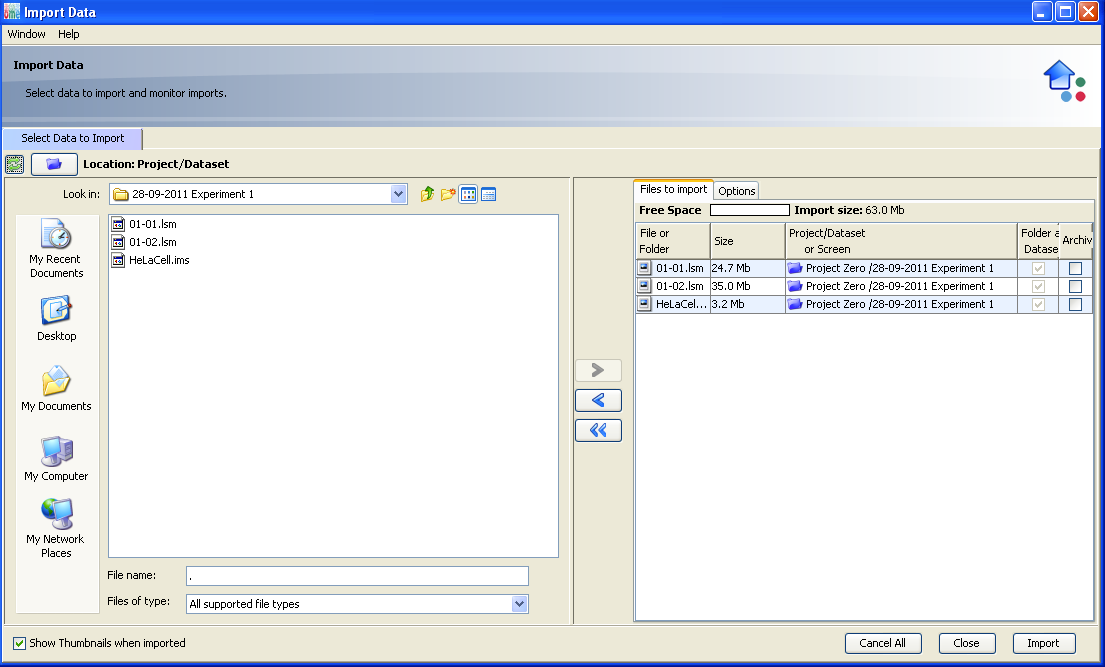 Import Data
Window Help
Import Data
Select data to import and monitor imports.
Select Data to Import
Location: Project/Dataset
Look in: 28-09-2011 Experiment 1
My Recent
Documents
Desktop
My Documents
My Computer
My Network
Places
01-01.lsm
01-02.lsm
HeLaCell.ims
File name: .
Files of type: All supported file types
Files to import Options
Free Space Import size: 63.0 Mb
File or
Folder
Size
Project/Dataset
or Screen
Folder a
Datase
Archiv
01-01.lsm 24.7 Mb Project Zero /28-09-2011 Experiment 1
01-02.lsm 35.0 Mb Project Zero /28-09-2011 Experiment 1
HeLaCel... 3.2 Mb Project Zero /28-09-2011 Experiment 1
Show Thumbnails when imported
Cancel All Close Import